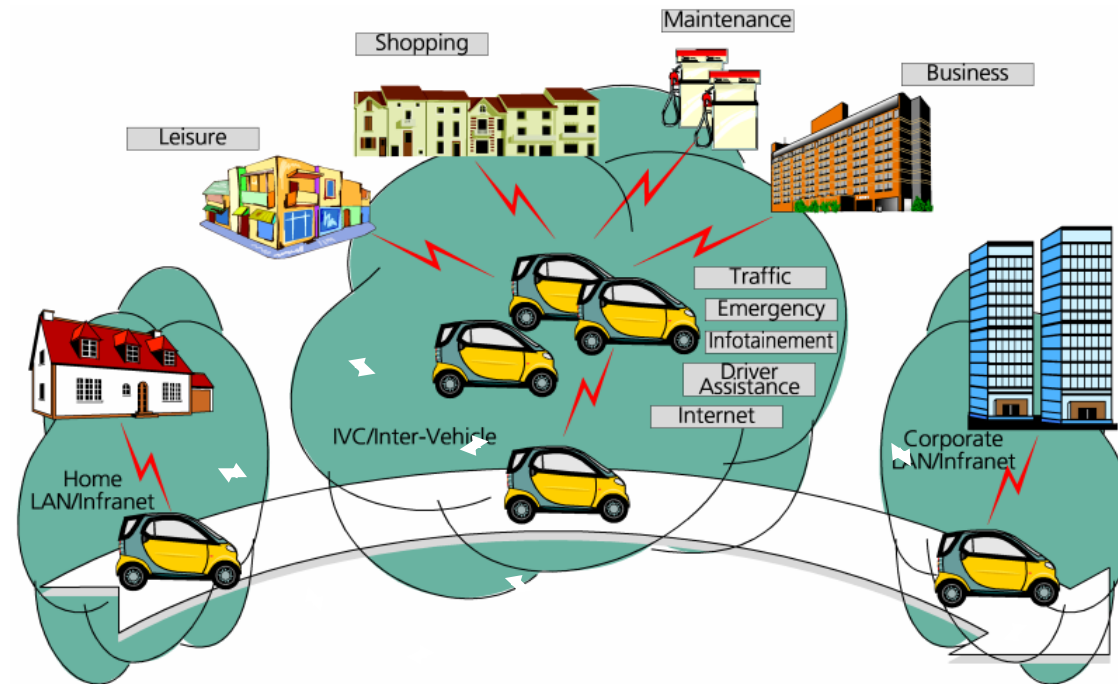 Maintenance
Shopping
Business
Leisure
Traffic
Emergency
Infotainement
Driver
Assistance
Internet
IVC/Inter-Vehicle
Corporate
LAN/Infranet
Home
LAN/Infranet